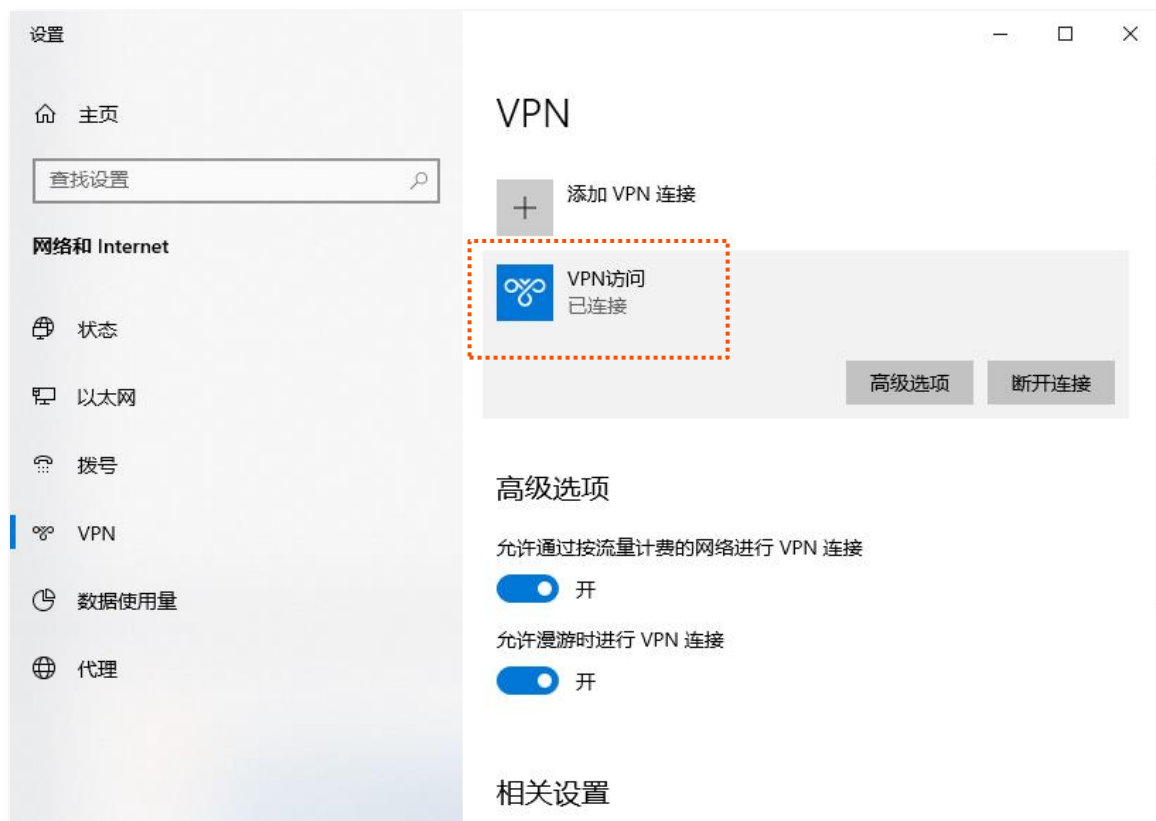 设置
主页
查找设置
网络和 Internet
状态
以太网
拨号
VPN
数据使用量
代理
VPN
添加 VPN 连接
VPN访问
已连接
高级选项
断开连接
高级选项
允许通过按流量计费的网络进行 VPN 连接
开
允许漫游时进行 VPN 连接
开
相关设置